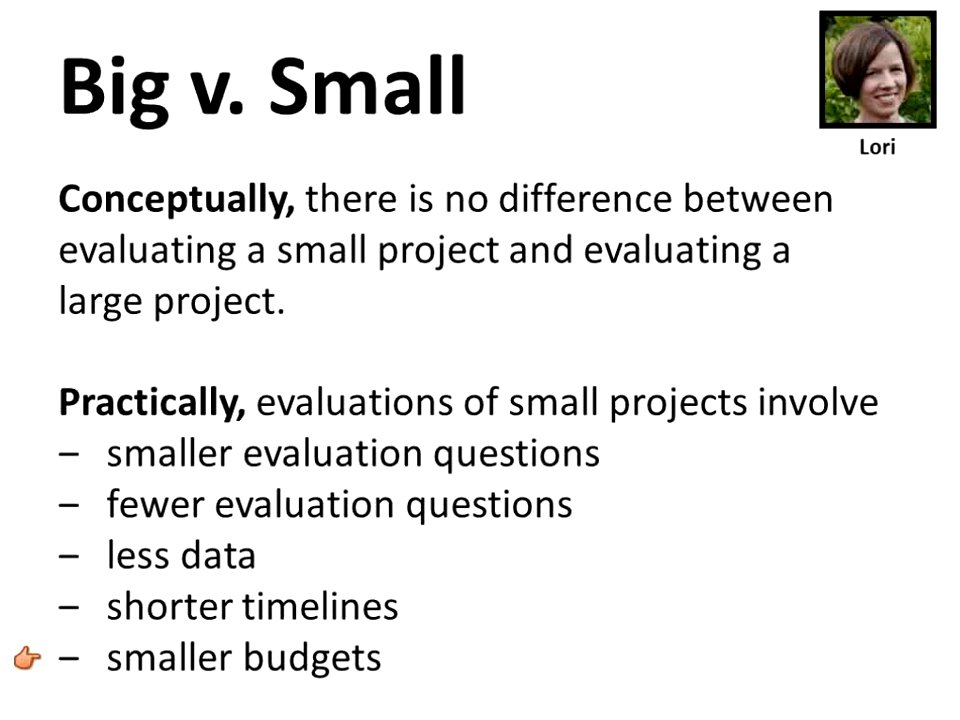 Big v. Small
Lori
Conceptually, there is no difference between
evaluating a small project and evaluating a
large project.
Practically, evaluations of small projects involve
– smaller evaluation questions
– fewer evaluation questions
– less data
– shorter timelines
– smaller budgets